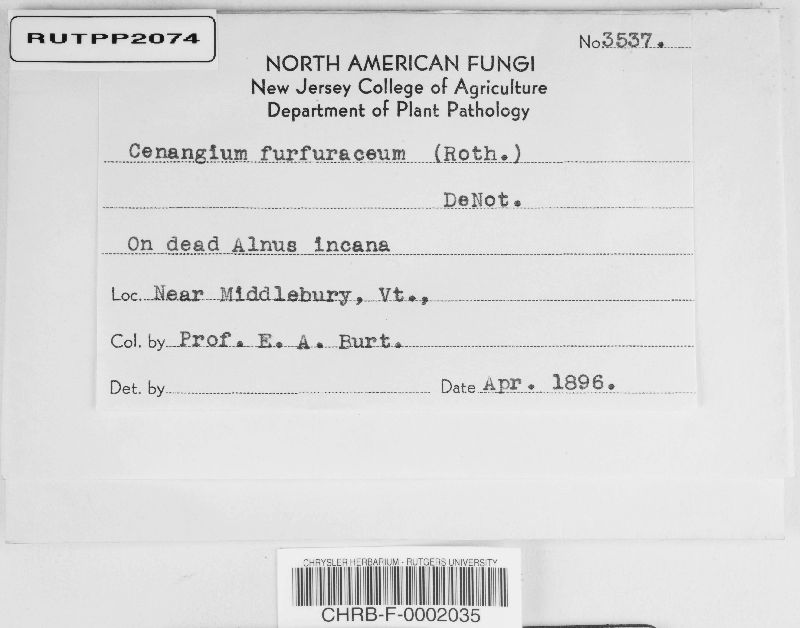 RUTPP2074
No. 3537.
NORTH AMERICAN FUNGI
New Jersey College of Agriculture
Department of Plant Pathology
Cenangium furfuraceum (Roth.)
DeNot.
On dead Alnus incana
Loc. Near Middlebury, Vt.,
Col. by Prof. E. A. Burt.
Det. by
Date Apr. 1896.
CHRYSLER HERBARIUM - RUTGERS UNIVERSITY
CHRB-F-0002035